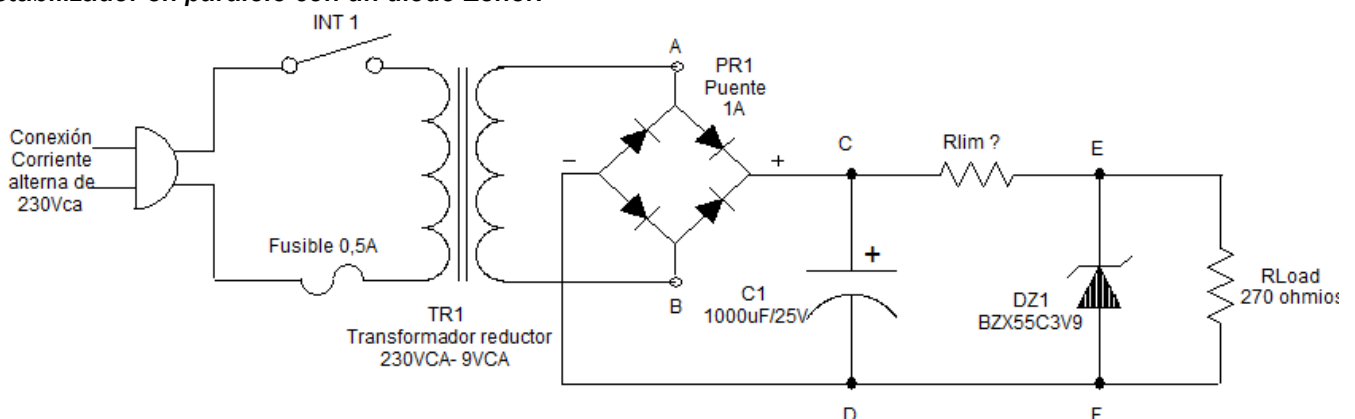 estabilizador en paralelo con un diodo Zener.
INT 1
A
PR1
Puente
1A
Conexión
Corriente
alterna de
230Vca
−
+
C
Rlim ?
E
Fusible 0,5A
+
TR1
Transformador reductor
230VCA- 9VCA
B
C1
1000uF/25V
DZ1
BZX55C3V9
RLoad
270 ohmios
D